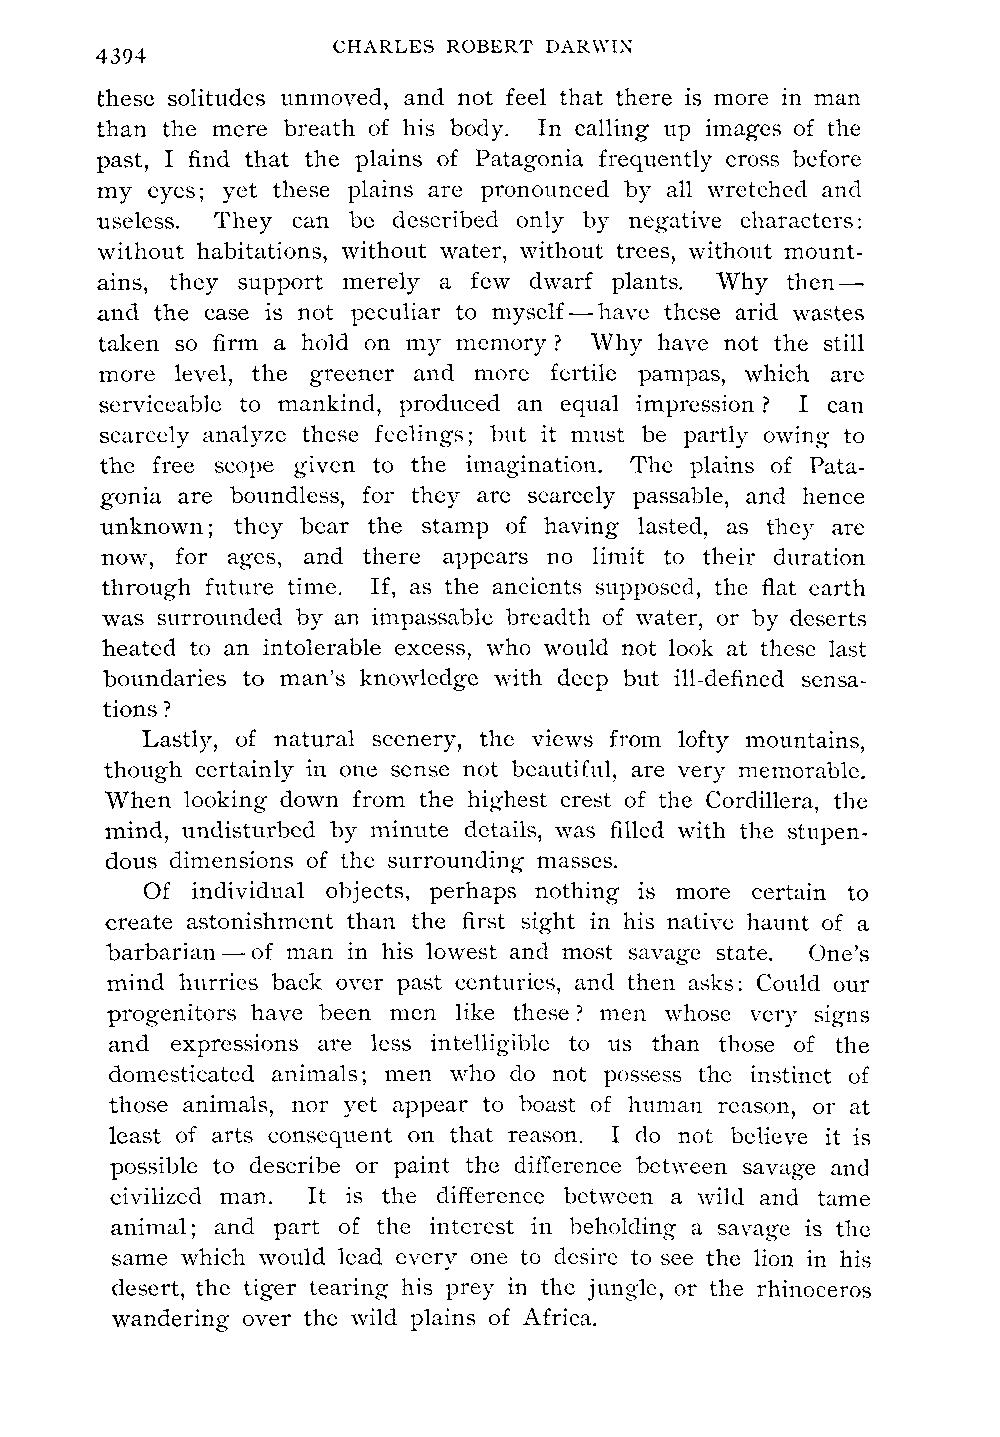 4394
CHARLES ROBERT DARWIN
these solitudes unmoved, and not feel that there is more in man
than the mere breath of his body. In calling up images of the
past, I find that the plains of Patagonia frequently cross before
my eyes; yet these plains are pronounced by all wretched and
useless. They can be described only by negative characters:
without habitations, without water, without trees, without mount-
ains, they support merely a few dwarf plants. Why then—
and the case is not peculiar to myself—have these arid wastes
taken so firm a hold on my memory? Why have not the still
more level, the greener and more fertile pampas, which are
serviceable to mankind, produced an equal impression? I can
scarcely analyze these feelings; but it must be partly owing to
the free scope given to the imagination. The plains of Pata-
gonia are boundless, for they are scarcely passable, and hence
unknown; they bear the stamp of having lasted, as they are
now, for ages, and there appears no limit to their duration
through future time. If, as the ancients supposed, the flat earth
was surrounded by an impassable breadth of water, or by deserts
heated to an intolerable excess, who would not look at these last
boundaries to man's knowledge with deep but ill-defined sensa-
tions?
Lastly, of natural scenery, the views from lofty mountains,
though certainly in one sense not beautiful, are very memorable.
When looking down from the highest crest of the Cordillera, the
mind, undisturbed by minute details, was filled with the stupen-
dous dimensions of the surrounding masses.
Of individual objects, perhaps nothing is more certain to
create astonishment than the first sight in his native haunt of a
barbarian—of man in his lowest and most savage state. One's
mind hurries back over past centuries, and then asks: Could our
progenitors have been men like these? men whose very signs
and expressions are less intelligible to us than those of the
domesticated animals; men who do not possess the instinct of
those animals, nor yet appear to boast of human reason, or at
least of arts consequent on that reason. I do not believe it is
possible to describe or paint the difference between savage and
civilized man. It is the difference between a wild and tame
animal; and part of the interest in beholding a savage is the
same which would lead every one to desire to see the lion in his
desert, the tiger tearing his prey in the jungle, or the rhinoceros
wandering over the wild plains of Africa.